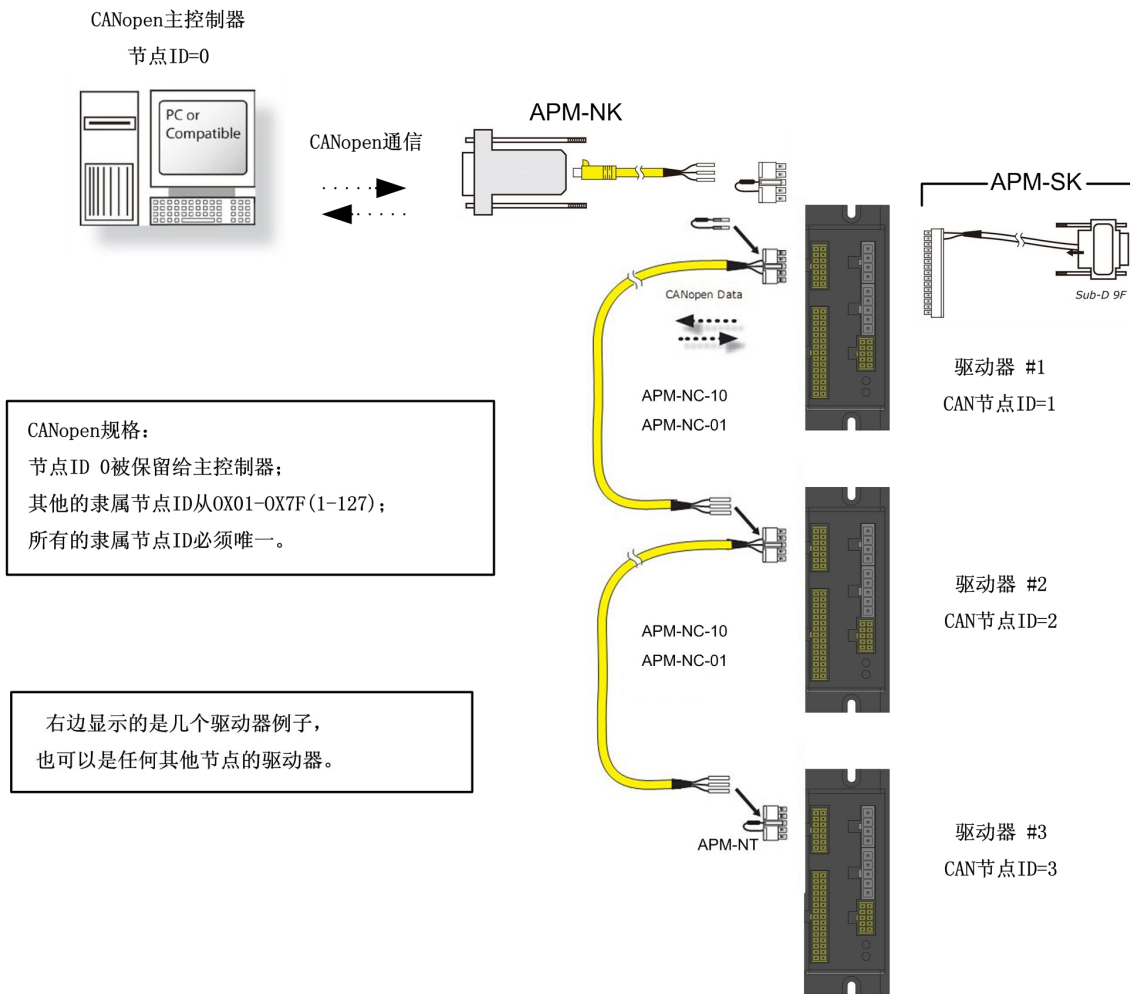 CANopen主控制器
节点ID=0
PC or
Compatible
CANopen通信
APM-NK
APM-SK
Sub-D 9F
CANopen Data
APM-NC-10
APM-NC-01
驱动器 #1
CAN节点ID=1
CANopen规格:
节点ID 0被保留给主控制器;
其他的隶属节点ID从0X01-0X7F(1-127);
所有的隶属节点ID必须唯一。
驱动器 #2
CAN节点ID=2
APM-NC-10
APM-NC-01
右边显示的是几个驱动器例子,
也可以是任何其他节点的驱动器。
APM-NT
驱动器 #3
CAN节点ID=3